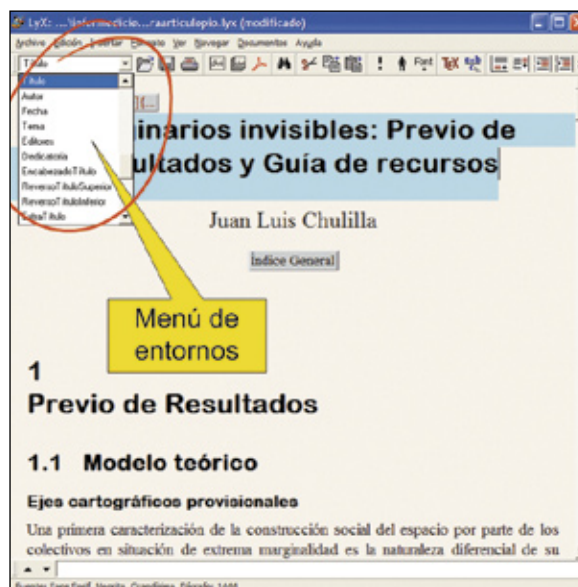 LyX: ...\informedicio...raarticulopio.lyx (modificado)
Archivo Edición Insertar Formato Ver Navegar Documentos Ayuda
Título
Font TeX
Título
Autor
Fecha
Tema
Editores
Dedicatoria
EncabezadoTítulo
ReversoTítuloSuperior
ReversoTítuloInferior
ExtraTítulo
inarios invisibles: Previo de
ultados y Guía de recursos
Juan Luis Chulilla
Índice General
Menú de
entornos
1
Previo de Resultados
1.1 Modelo teórico
Ejes cartográficos provisionales
Una primera caracterización de la construcción social del espacio por parte de los
colectivos en situación de extrema marginalidad es la naturaleza diferencial de su